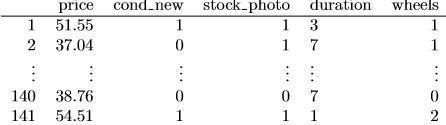 price cond_new stock_photo duration wheels
1 51.55 1 1 3 1
2 37.04 0 1 7 1
⋮ ⋮ ⋮ ⋮ ⋮ ⋮
140 38.76 0 0 7 0
141 54.51 1 1 1 2